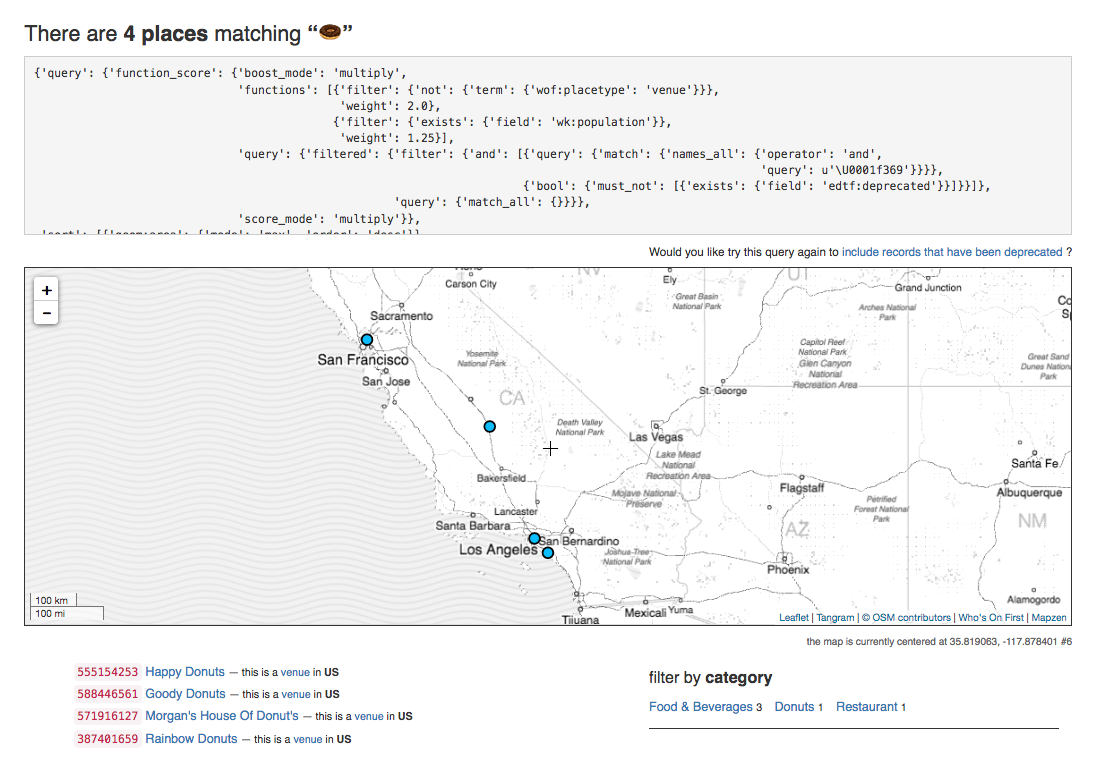 There are 4 places matching “🍩”
{'query': {'function_score': {'boost_mode': 'multiply',
'functions': [{'filter': {'not': {'term': {'wof:placetype': 'venue'}}},
'weight': 2.0},
{'filter': {'exists': {'field': 'wk:population'}},
'weight': 1.25}],
'query': {'filtered': {'filter': {'and': [{'query': {'match': {'names_all': {'operator': 'and',
'query': u'\U0001f369'}}}},
{'bool': {'must_not': [{'exists': {'field': 'edtf:deprecated'}}]}}]},
'query': {'match_all': {}}}},
'score_mode': 'multiply'}},
'sort': [{'geom:area': {'mode': 'max', 'order': 'desc'}},
Would you like try this query again to include records that have been deprecated ?
+
−
Reno
Carson City
NV
Ely
Great Basin
National Park
UT
Grand Junction
Arches National
Park
Sacramento
San Francisco
San Jose
Yosemite
National Park
CA
Capitol Reef
National Park
Glen Canyon
National
Recreation Area
Great Sand
Park
St. George
Death Valley
National Park
Las Vegas
Lake Mead
National
Recreation Area
Bakersfield
Mojave National
Preserve
Flagstaff
Petrified
Forest National
Park
Santa Fe
Albuquerque
NM
Lancaster
Santa Barbara
Los Angeles
San Bernardino
Joshua-Tree
National Park
AZ
Phoenix
Alamogordo
Tijuana
Mexicali
Yuma
100 km
100 mi
Leaflet | Tangram | © OSM contributors | Who's On First | Mapzen
the map is currently centered at 35.819063, -117.878401 #6
555154253 Happy Donuts — this is a venue in US
588446561 Goody Donuts — this is a venue in US
571916127 Morgan's House Of Donut's — this is a venue in US
387401659 Rainbow Donuts — this is a venue in US
filter by category
Food & Beverages 3 Donuts 1 Restaurant 1